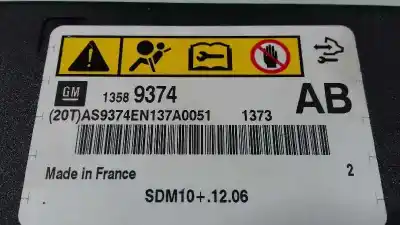 GM 1358 9374 AB
(20T)AS9374EN137A0051 1373
Made in France 2
SDM10+.12.06